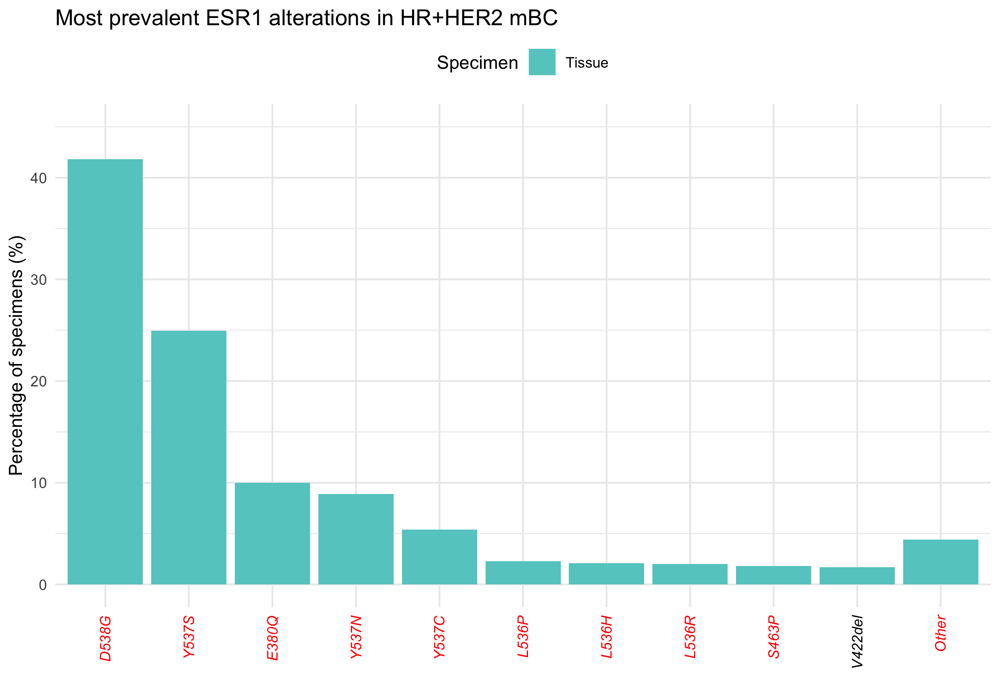 Most prevalent ESR1 alterations in HR+HER2 mBC
Specimen Tissue
Percentage of specimens (%)
40
30
20
10
0
D538G
Y537S
E380Q
Y537N
Y537C
L536P
L536H
L536R
S463P
V422del
Other